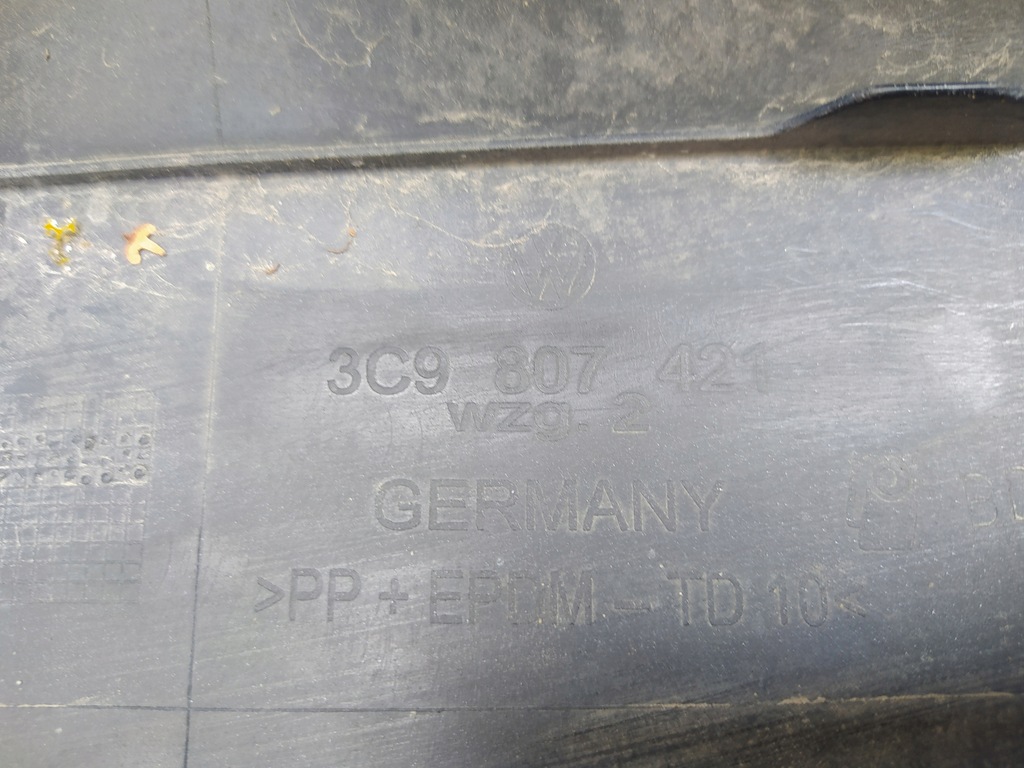 3C9 807 421
wzg. 2
GERMANY
>PP + EPDM – TD 10<